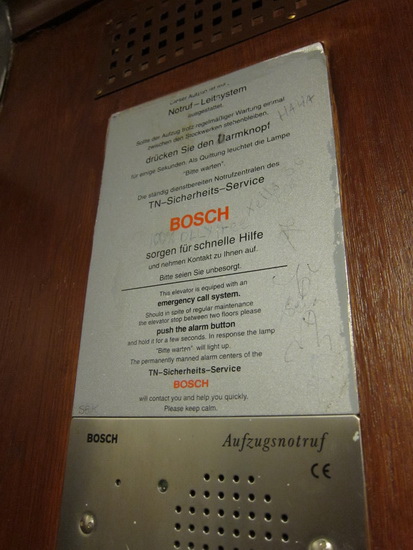 Dieser Aufzug ist mit
Notruf-Leitsystem
ausgestattet.
Sollte der Aufzug trotz regelmäßiger Wartung einmal
zwischen den Stockwerken stehenbleiben:
drücken Sie den Alarmknopf
für einige Sekunden. Als Quittung leuchtet die Lampe
"Bitte warten".
Die ständig dienstbereiten Notrufzentralen des
TN-Sicherheits-Service
BOSCH
sorgen für schnelle Hilfe
und nehmen Kontakt zu Ihnen auf.
Bitte seien Sie unbesorgt.
This elevator is equiped with an
emergency call system.
Should in spite of regular maintenance
the elevator stop between two floors please
push the alarm button
and hold it for a few seconds. In response the lamp
"Bitte warten" will light up.
The permanently manned alarm centers of the
TN-Sicherheits-Service
BOSCH
will contact you and help you quickly.
Please keep calm.
BOSCH
Aufzugsnotruf
CE